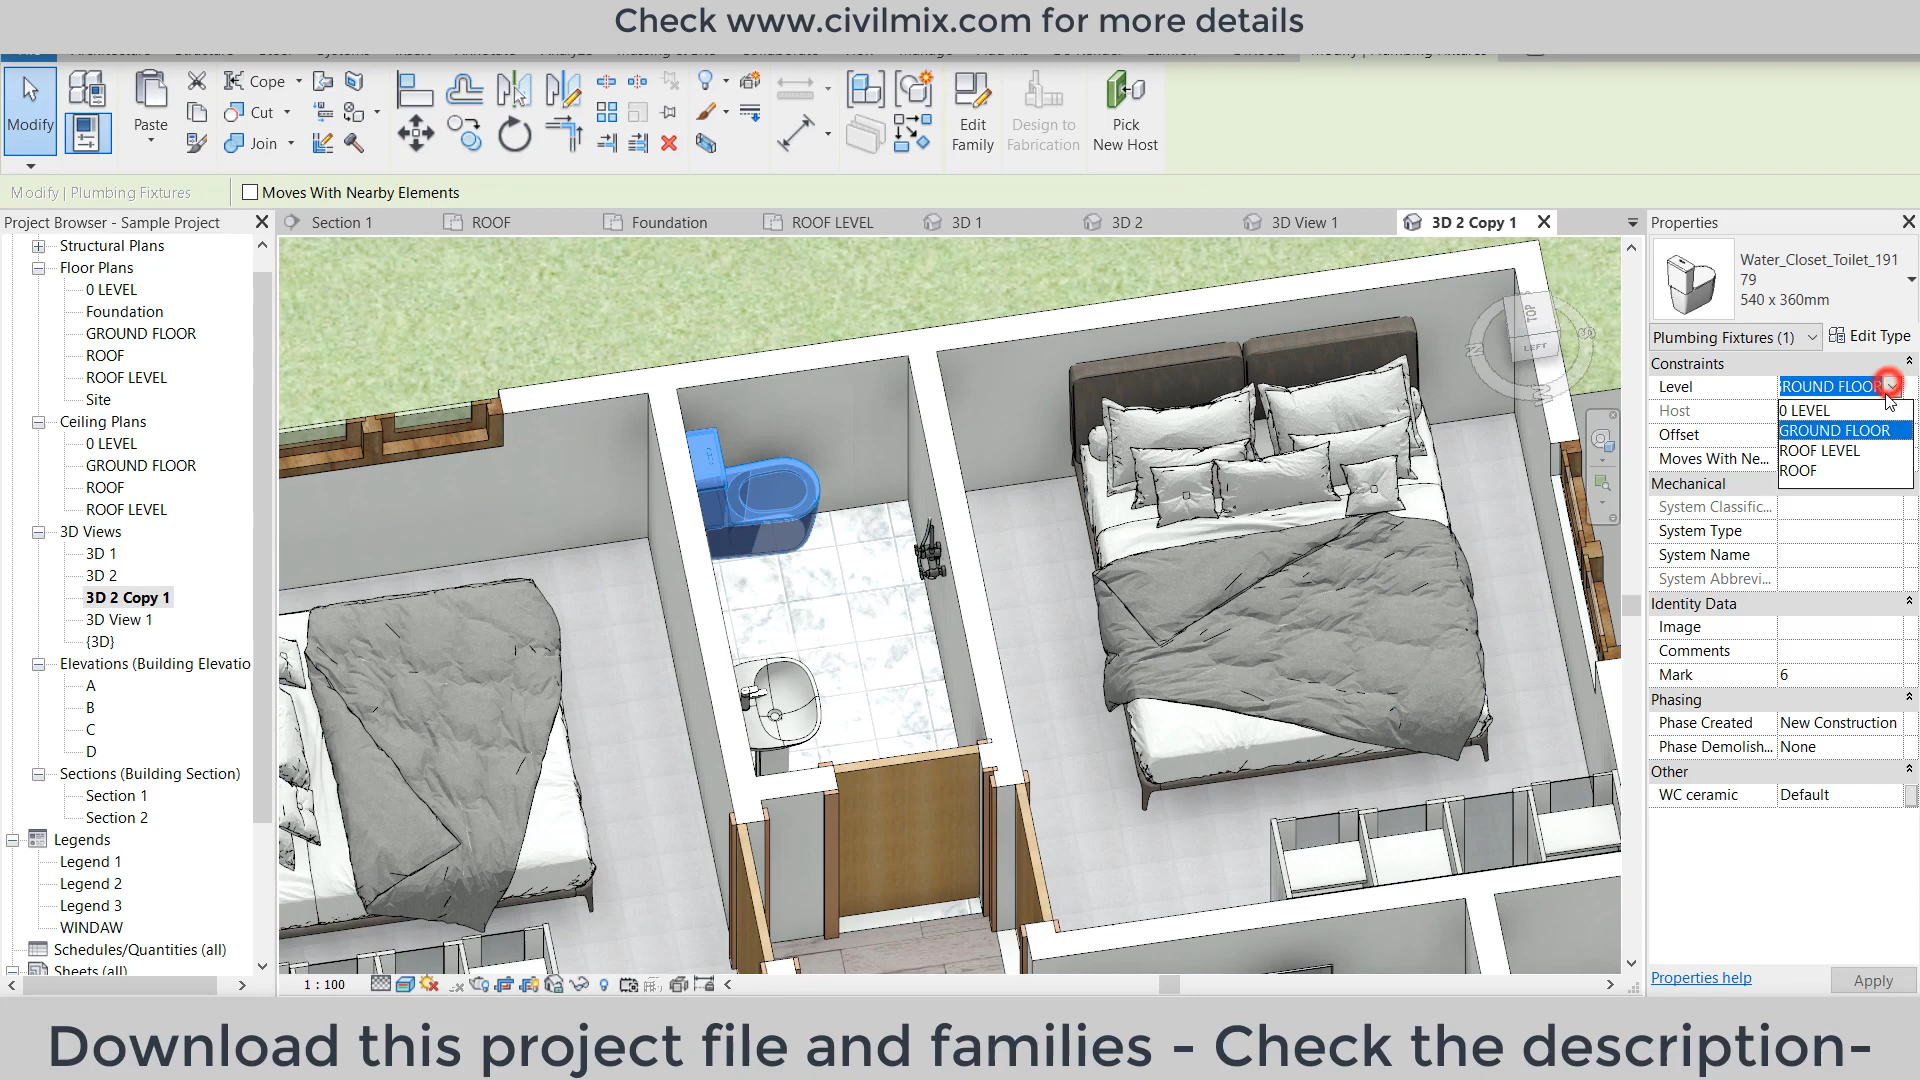 Check www.civilmix.com for more details
Modify
Paste
Cope
Cut
Join
Edit
Family
Design to
Fabrication
Pick
New Host
Modify | Plumbing Fixtures
Moves With Nearby Elements
Project Browser - Sample Project
Structural Plans
Floor Plans
0 LEVEL
Foundation
GROUND FLOOR
ROOF
ROOF LEVEL
Site
Ceiling Plans
0 LEVEL
GROUND FLOOR
ROOF
ROOF LEVEL
3D Views
3D 1
3D 2
3D 2 Copy 1
3D View 1
{3D}
Elevations (Building Elevatio
A
B
C
D
Sections (Building Section)
Section 1
Section 2
Legends
Legend 1
Legend 2
Legend 3
WINDAW
Schedules/Quantities (all)
Sheets (all)
Section 1
ROOF
Foundation
ROOF LEVEL
3D 1
3D 2
3D View 1
3D 2 Copy 1
TOP
LEFT
1 : 100
Properties
Water_Closet_Toilet_191
79
540 x 360mm
Plumbing Fixtures (1)
Edit Type
Constraints
Level
GROUND FLOOR
Host
0 LEVEL
GROUND FLOOR
Offset
ROOF LEVEL
Moves With Ne...
ROOF
Mechanical
System Classific...
System Type
System Name
System Abbrevi...
Identity Data
Image
Comments
Mark 6
Phasing
Phase Created New Construction
Phase Demolish... None
Other
WC ceramic Default
Properties help
Apply
Download this project file and families - Check the description-